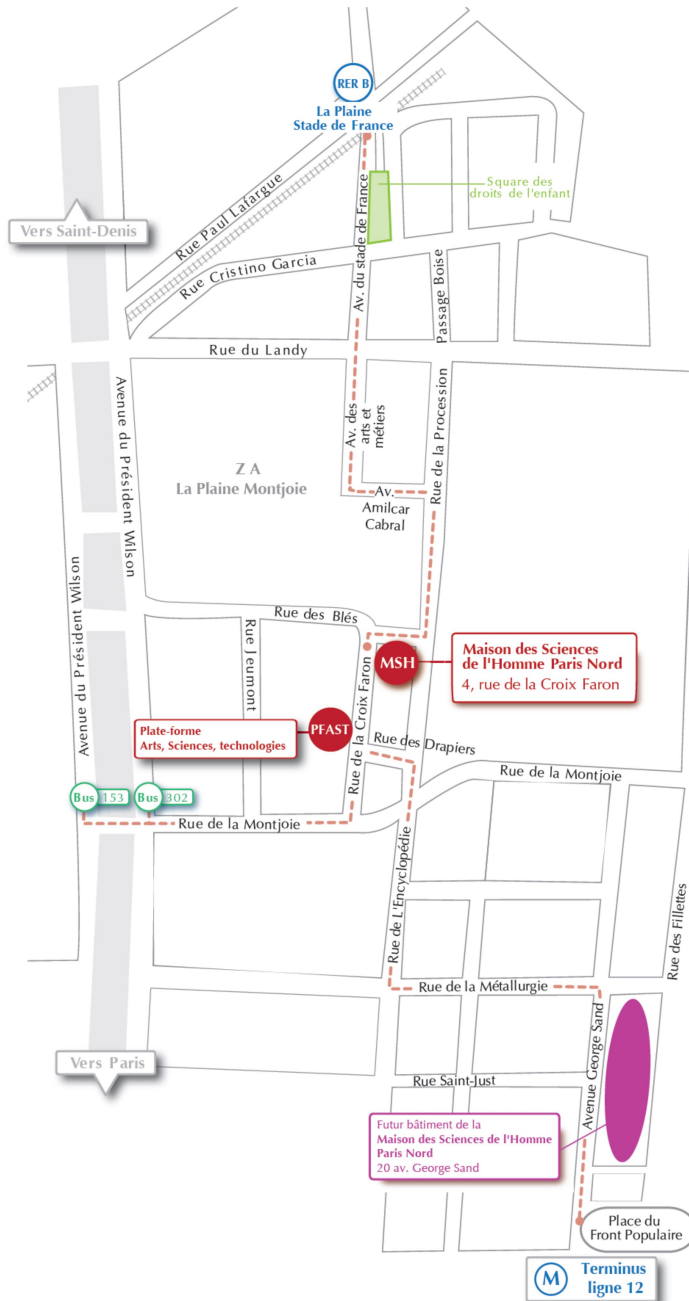 RER B
La Plaine
Stade de France
Square des
droits de l'enfant
Rue Paul Lafargue
Vers Saint-Denis
Av. du stade de France
Rue Cristino Garcia
Passage Boise
Rue du Landy
Avenue du Président Wilson
Av. des
arts et
métiers
Rue de la Procession
Z A
La Plaine Montjoie
Av.
Amilcar
Cabral
Avenue du Président Wilson
Rue des Blés
Rue Jeumont
Rue de la Croix Faron
MSH
Maison des Sciences
de l'Homme Paris Nord
4, rue de la Croix Faron
PFAST
Plate-forme
Arts, Sciences, technologies
Rue des Drapiers
Rue de la Montjoie
Bus 153
Bus 302
Rue de la Montjoie
Rue de L'Encyclopédie
Rue des Fillettes
Rue de la Métallurgie
Avenue George Sand
Vers Paris
Rue Saint-Just
Futur bâtiment de la
Maison des Sciences de l'Homme
Paris Nord
20 av. George Sand
Place du
Front Populaire
M
Terminus
ligne 12